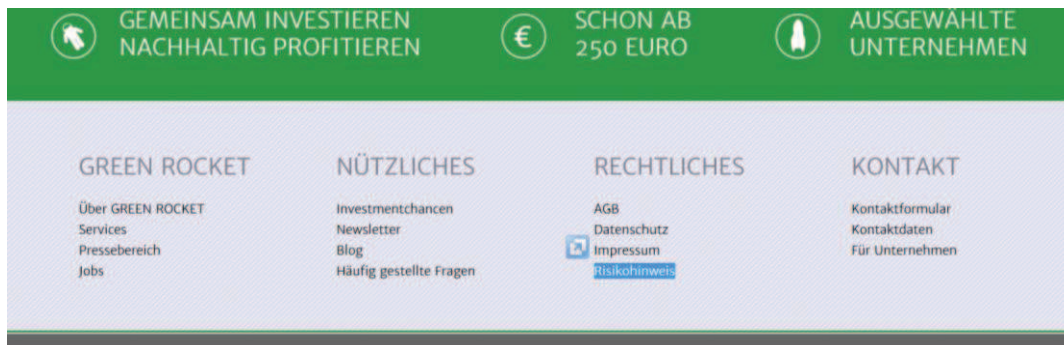 GEMEINSAM INVESTIEREN
NACHHALTIG PROFITIEREN
€
SCHON AB
250 EURO
AUSGEWÄHLTE
UNTERNEHMEN
GREEN ROCKET
Über GREEN ROCKET
Services
Pressebereich
Jobs
NÜTZLICHES
Investmentchancen
Newsletter
Blog
Häufig gestellte Fragen
RECHTLICHES
AGB
Datenschutz
Impressum
Risikohinweis
KONTAKT
Kontaktformular
Kontaktdaten
Für Unternehmen